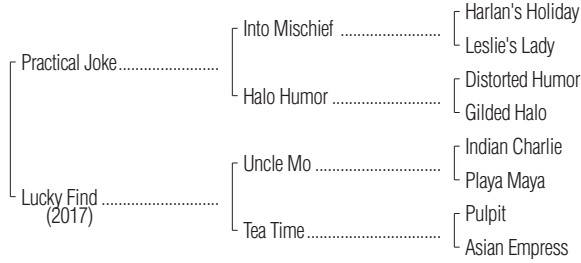 Harlan's Holiday
Into Mischief ........................
Leslie's Lady
Practical Joke........................
Distorted Humor
Halo Humor ..........................
Gilded Halo
Indian Charlie
Uncle Mo ..............................
Playa Maya
Lucky Find ............................
(2017)
Pulpit
Tea Time................................
Asian Empress